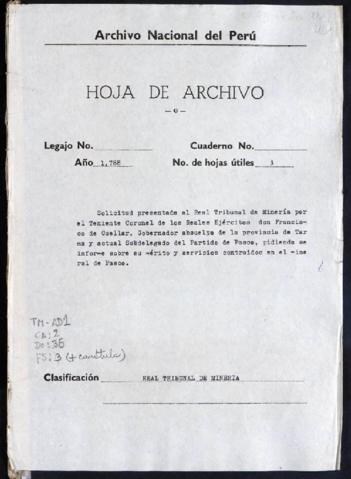 Archivo Nacional del Perú
HOJA DE ARCHIVO
Legajo No. Cuaderno No.
Año 1,788 No. de hojas útiles 3
Solicitud presentada al Real Tribunal de Minería por
el Teniente Coronel de los Reales Ejércitos don Francis-
co de Cuellar, Gobernador absuelto de la provincia de Tar
ma y actual Subdelegado del Partido de Pasco, pidiendo se
informe sobre su mérito y servicios contraidos en el mine
ral de Pasco.
TM-AD1
CA: 2
DO: 36
FS: 3 (+ carátula)
Clasificación REAL TRIBUNAL DE MINERIA